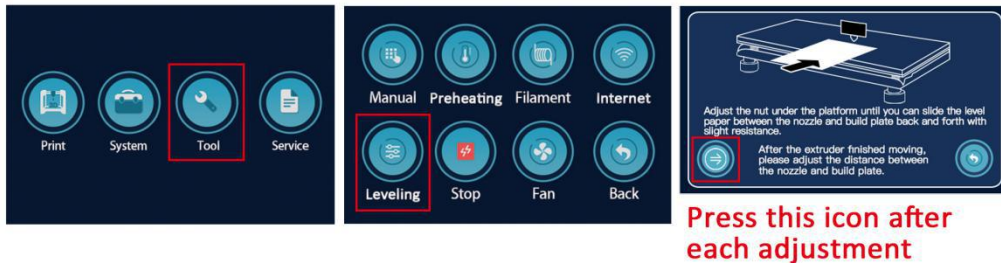 Print System Tool Service
Manual Preheating Filament Internet
Leveling Stop Fan Back
Adjust the nut under the platform until you can slide the level
paper between the nozzle and build plate back and forth with
slight resistance.
After the extruder finished moving,
please adjust the distance between
the nozzle and build plate.
Press this icon after
each adjustment